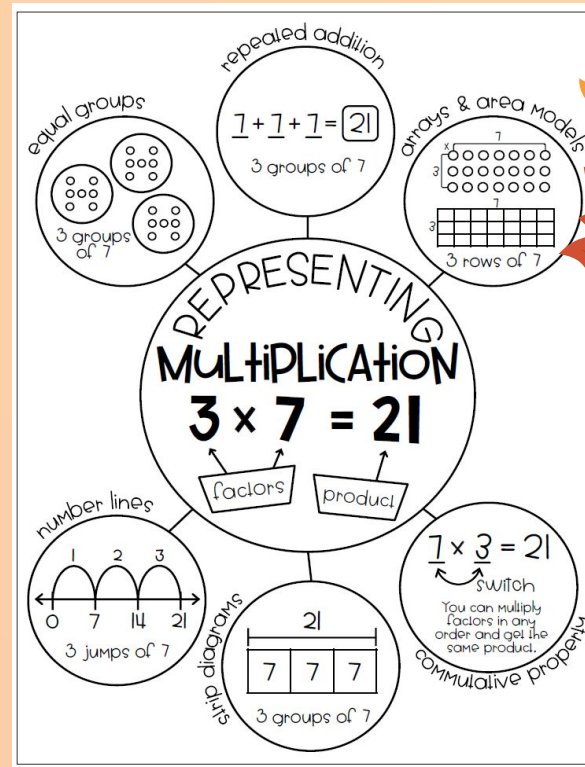 repeated addition
7 + 7 + 7 = 21
3 groups of 7
equal groups
3 groups
of 7
arrays & area models
x 7
3
7
3
3 rows of 7
REPRESENTING
MULTIPLICATION
3 × 7 = 21
factors
product
number lines
1 2 3
0 7 14 21
3 jumps of 7
strip diagrams
21
7 7 7
3 groups of 7
7 × 3 = 21
switch
You can multiply
factors in any
order and get the
same product.
commutative property